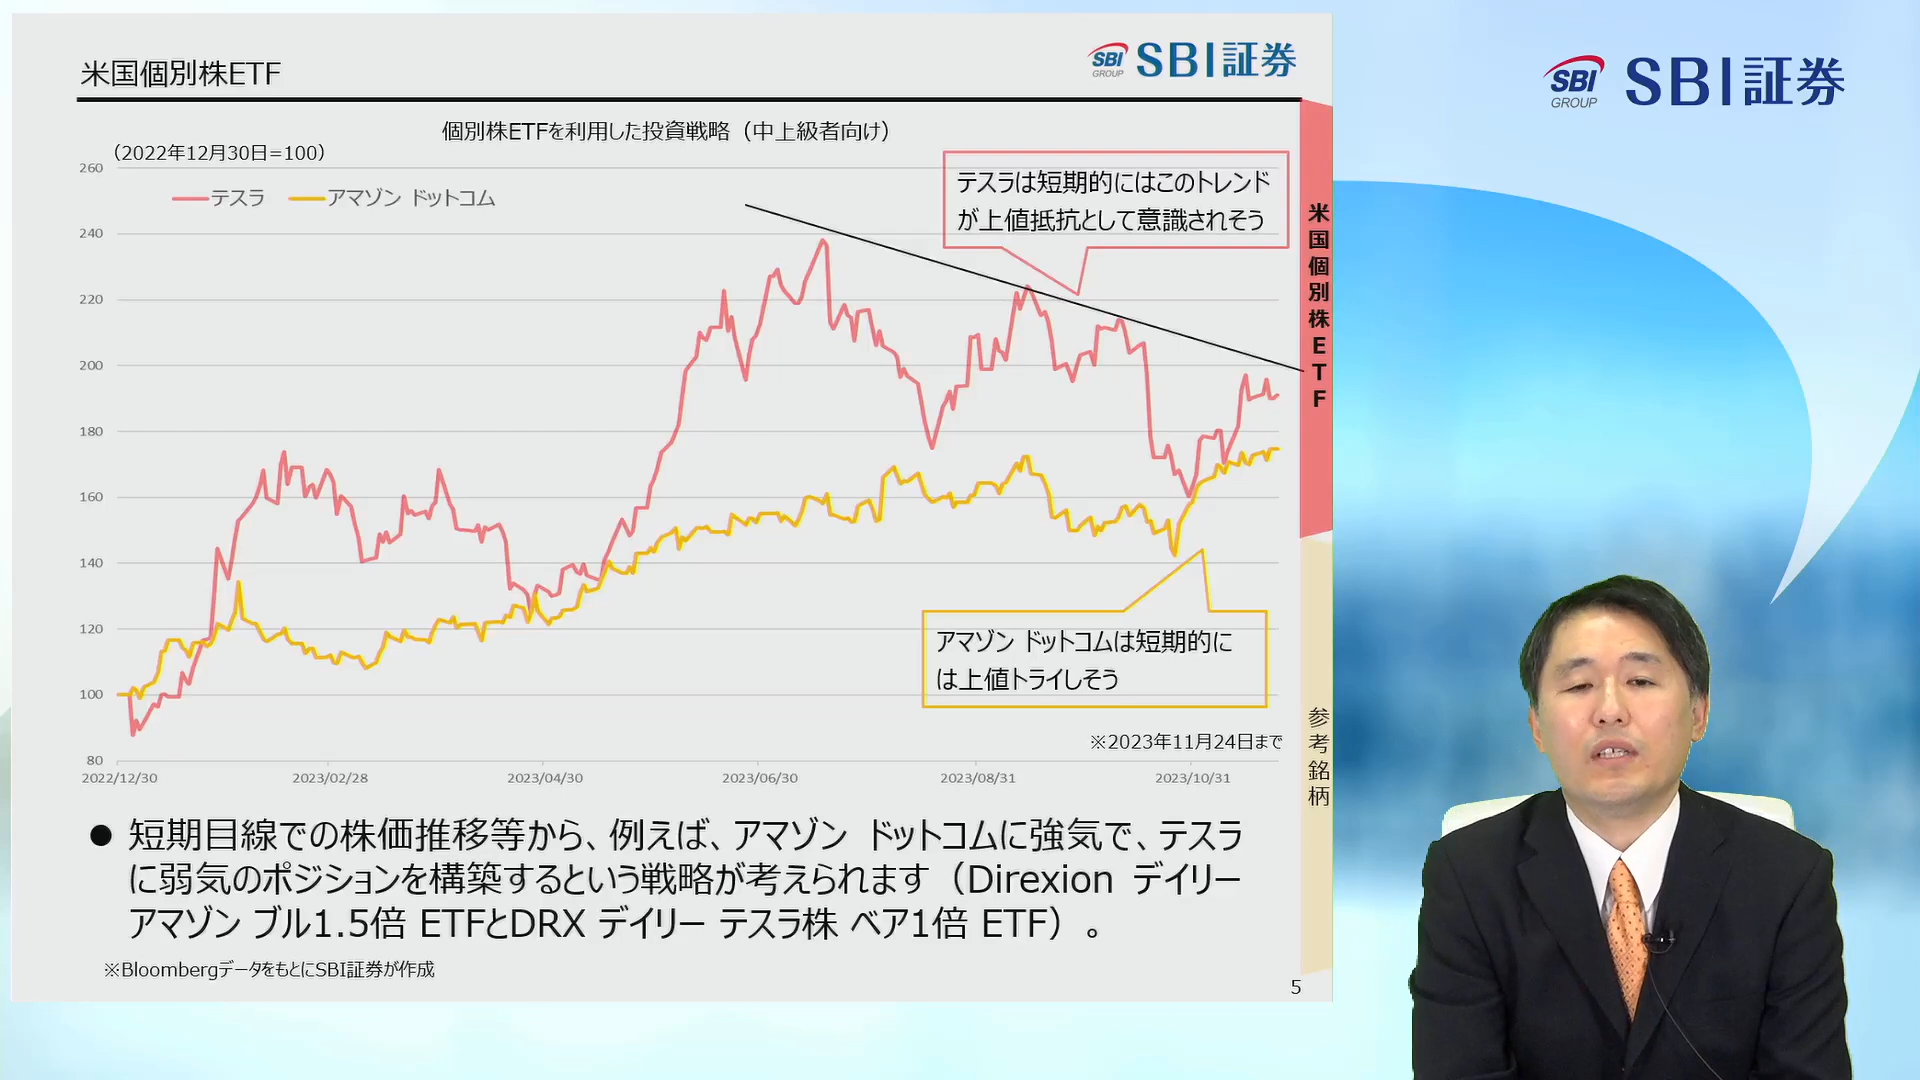 米国個別株ETF
SBI GROUP SBI証券
SBI GROUP SBI証券
個別株ETFを利用した投資戦略（中上級者向け）
（2022年12月30日=100）
テスラ アマゾン ドットコム
テスラは短期的にはこのトレンド
が上値抵抗として意識されそう
260
240
220
200
180
160
140
120
100
80
アマゾン ドットコムは短期的に
は上値トライしそう
※2023年11月24日まで
2022/12/30 2023/02/28 2023/04/30 2023/06/30 2023/08/31 2023/10/31
米国個別株ETF
参考銘柄
● 短期目線での株価推移等から、例えば、アマゾン ドットコムに強気で、テスラ
に弱気のポジションを構築するという戦略が考えられます（Direxion デイリー
アマゾン ブル1.5倍 ETFとDRX デイリー テスラ株 ベア1倍 ETF）。
※BloombergデータをもとにSBI証券が作成
5